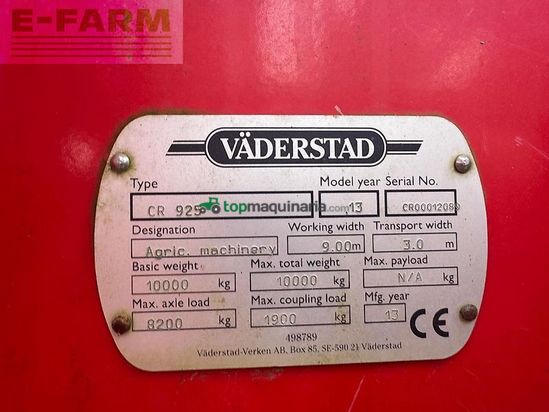 E-FARM
VÄDERSTAD
Type Model year Serial No.
CR 925 13 CR00012089
topmaquinaria.com
Designation Working width Transport width
Agric. machinery 9.00 m 3.0 m
Basic weight Max. total weight Max. payload
10000 kg 10000 kg N/A kg
Max. axle load Max. coupling load Mfg. year
8200 kg 1900 kg 13 CE
498789
Väderstad-Verken AB, Box 85, SE-590 21 Väderstad